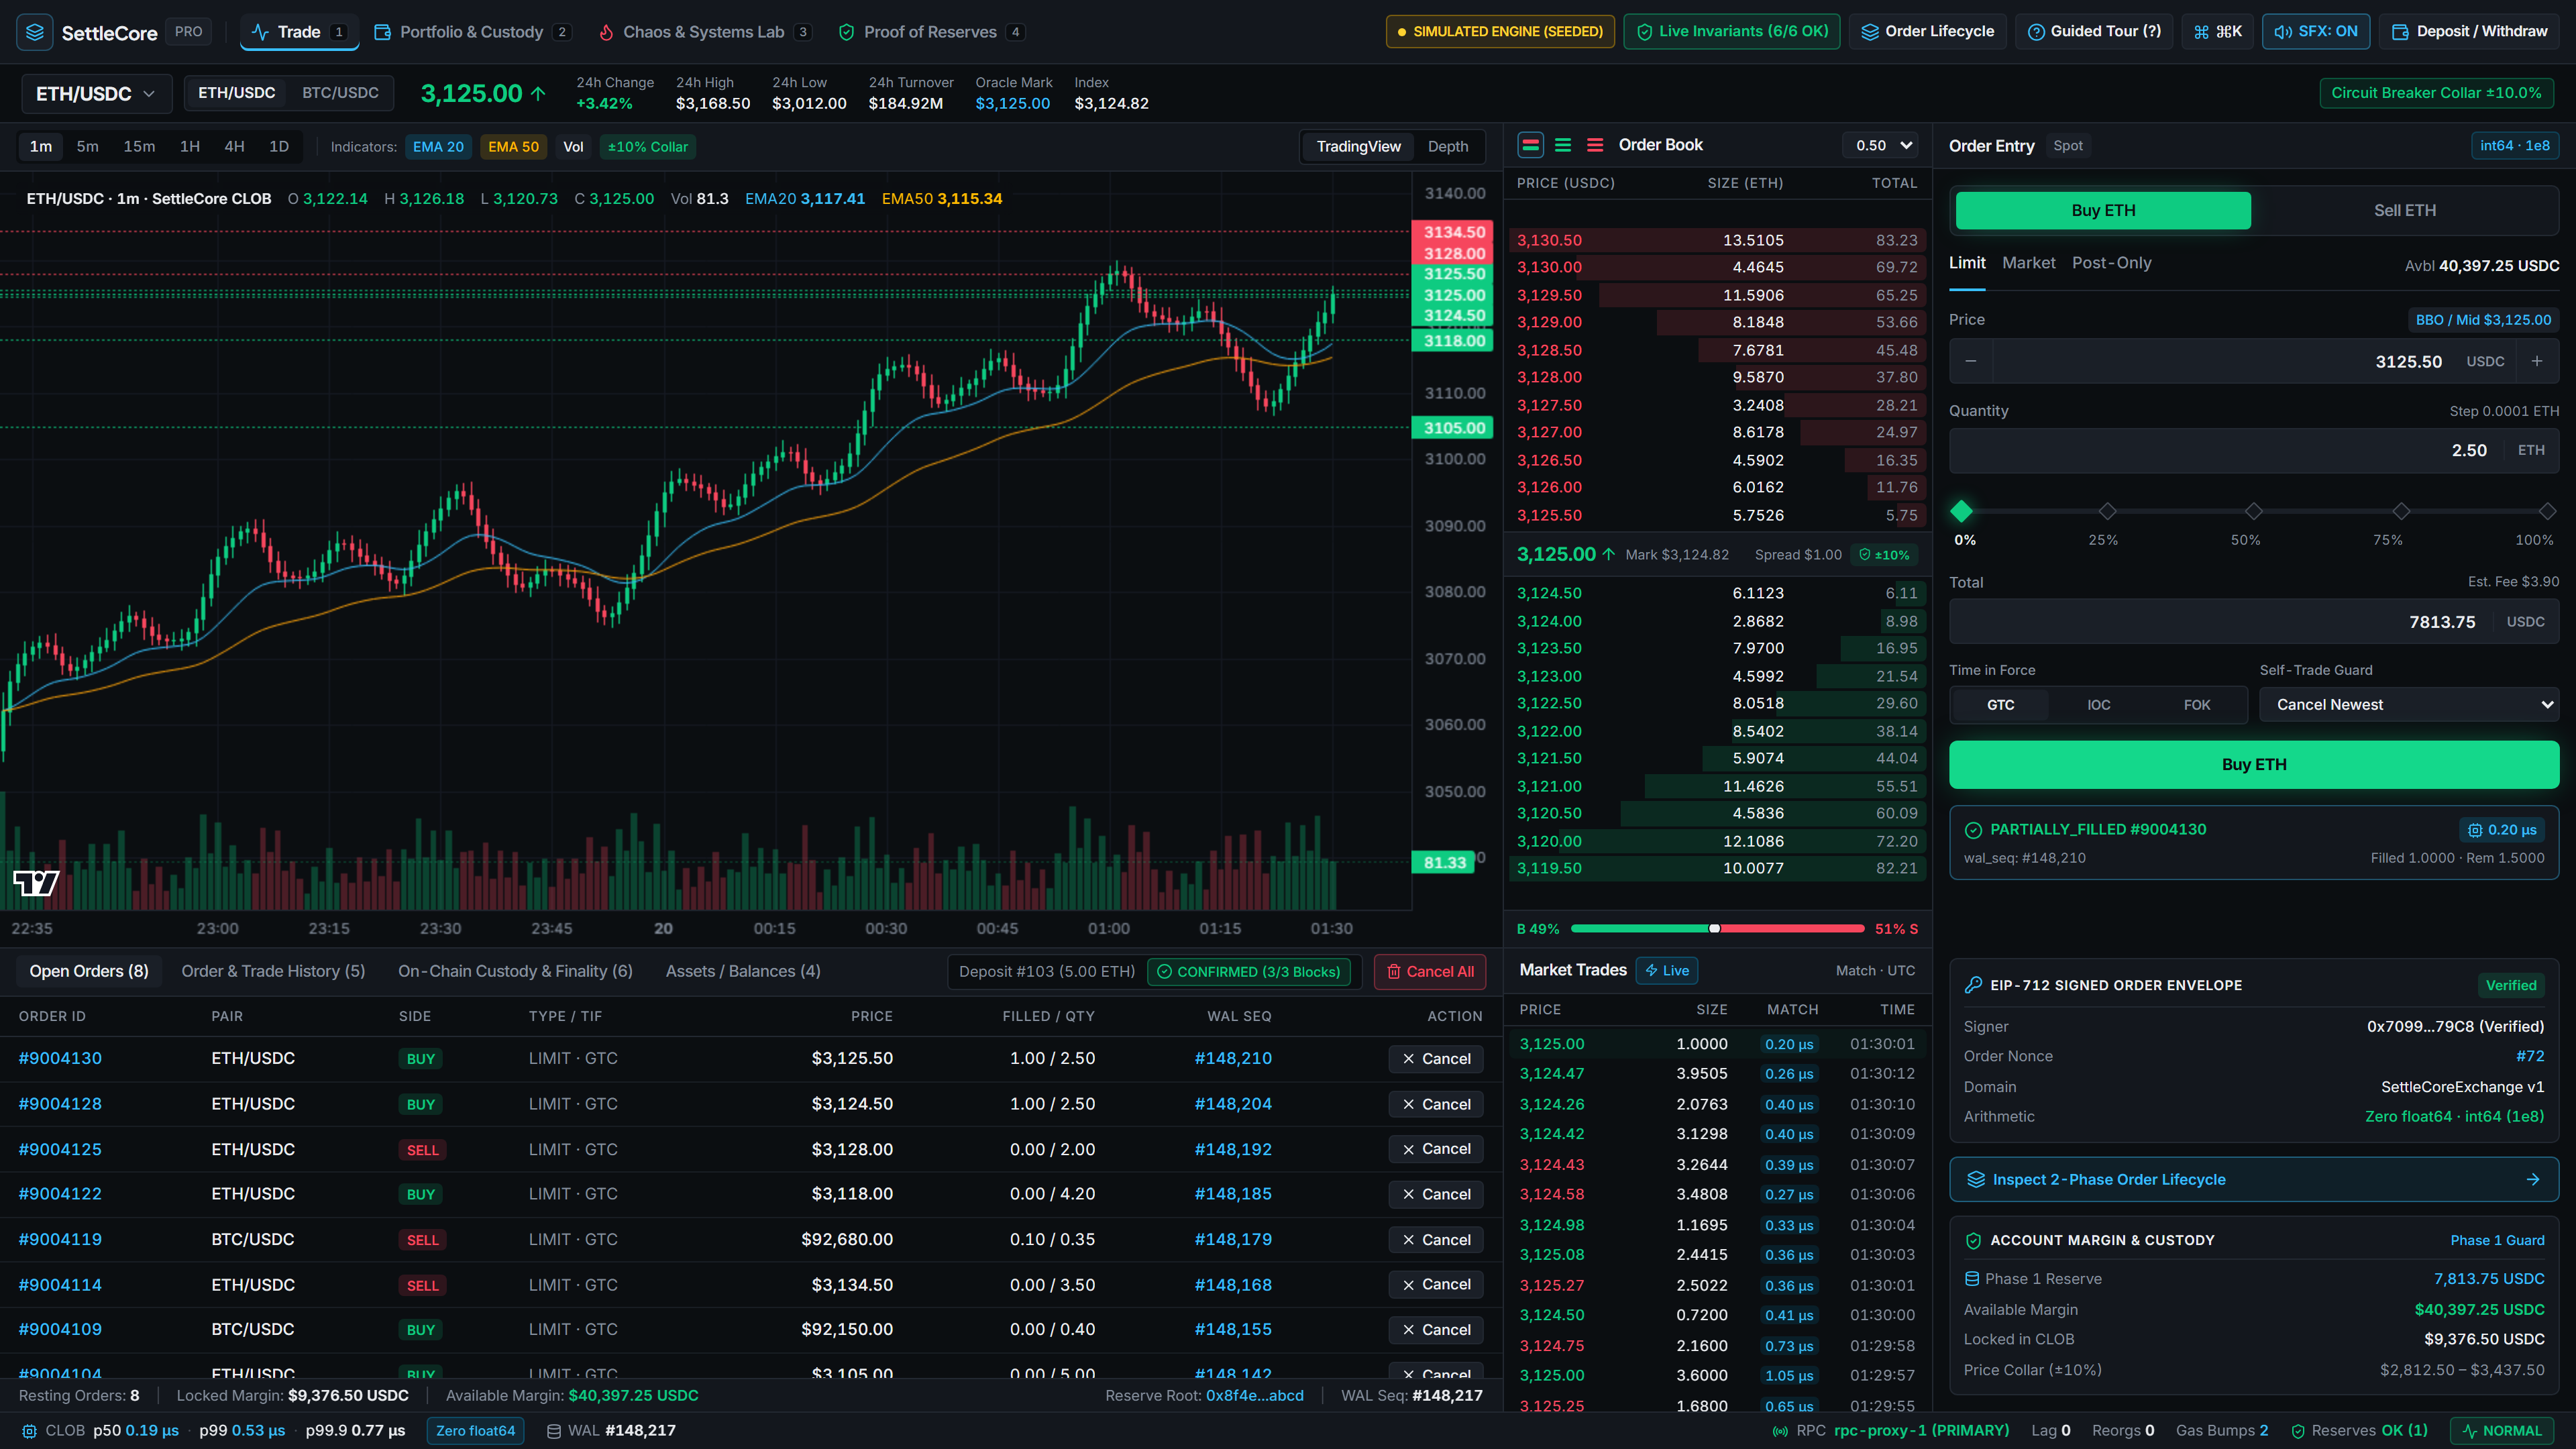 SettleCore PRO Trade 1 Portfolio & Custody 2 Chaos & Systems Lab 3 Proof of Reserves 4 SIMULATED ENGINE (SEEDED) Live Invariants (6/6 OK) Order Lifecycle Guided Tour (?) ⌘ ⌘K SFX: ON Deposit / Withdraw
24h Change 24h High 24h Low 24h Turnover Oracle Mark Index
ETH/USDC ETH/USDC BTC/USDC 3,125.00 ↑ +3.42% $3,168.50 $3,012.00 $184.92M $3,125.00 $3,124.82 Circuit Breaker Collar ±10.0%
1m 5m 15m 1H 4H 1D Indicators: EMA 20 EMA 50 Vol ±10% Collar TradingView Depth
ETH/USDC · 1m · SettleCore CLOB O 3,122.14 H 3,126.18 L 3,120.73 C 3,125.00 Vol 81.3 EMA20 3,117.41 EMA50 3,115.34
3140.00
3134.50
3128.00
3125.50
3125.00
3124.50
3118.00
3110.00
3105.00
3100.00
3090.00
3080.00
3070.00
3060.00
3050.00
81.33
22:35 23:00 23:15 23:30 23:45 20 00:15 00:30 00:45 01:00 01:15 01:30
Order Book 0.50
PRICE (USDC) SIZE (ETH) TOTAL
3,130.50 13.5105 83.23
3,130.00 4.4645 69.72
3,129.50 11.5906 65.25
3,129.00 8.1848 53.66
3,128.50 7.6781 45.48
3,128.00 9.5870 37.80
3,127.50 3.2408 28.21
3,127.00 8.6178 24.97
3,126.50 4.5902 16.35
3,126.00 6.0162 11.76
3,125.50 5.7526 5.75
3,125.00 ↑ Mark $3,124.82 Spread $1.00 ±10%
3,124.50 6.1123 6.11
3,124.00 2.8682 8.98
3,123.50 7.9700 16.95
3,123.00 4.5992 21.54
3,122.50 8.0518 29.60
3,122.00 8.5402 38.14
3,121.50 5.9074 44.04
3,121.00 11.4626 55.51
3,120.50 4.5836 60.09
3,120.00 12.1086 72.20
3,119.50 10.0077 82.21
B 49% 51% S
Order Entry Spot int64 · 1e8
Buy ETH Sell ETH
Limit Market Post-Only Avbl 40,397.25 USDC
Price BBO / Mid $3,125.00
− 3125.50 USDC +
Quantity Step 0.0001 ETH
2.50 ETH
0% 25% 50% 75% 100%
Total Est. Fee $3.90
7813.75 USDC
Time in Force Self-Trade Guard
GTC IOC FOK Cancel Newest
Buy ETH
PARTIALLY_FILLED #9004130 0.20 µs
wal_seq: #148,210 Filled 1.0000 · Rem 1.5000
Open Orders (8) Order & Trade History (5) On-Chain Custody & Finality (6) Assets / Balances (4) Deposit #103 (5.00 ETH) CONFIRMED (3/3 Blocks) Cancel All
ORDER ID PAIR SIDE TYPE / TIF PRICE FILLED / QTY WAL SEQ ACTION
#9004130 ETH/USDC BUY LIMIT · GTC $3,125.50 1.00 / 2.50 #148,210 Cancel
#9004128 ETH/USDC BUY LIMIT · GTC $3,124.50 1.00 / 2.50 #148,204 Cancel
#9004125 ETH/USDC SELL LIMIT · GTC $3,128.00 0.00 / 2.00 #148,192 Cancel
#9004122 ETH/USDC BUY LIMIT · GTC $3,118.00 0.00 / 4.20 #148,185 Cancel
#9004119 BTC/USDC SELL LIMIT · GTC $92,680.00 0.10 / 0.35 #148,179 Cancel
#9004114 ETH/USDC SELL LIMIT · GTC $3,134.50 0.00 / 3.50 #148,168 Cancel
#9004109 BTC/USDC BUY LIMIT · GTC $92,150.00 0.00 / 0.40 #148,155 Cancel
#9004104 ETH/USDC BUY LIMIT · GTC $3,105.00 0.00 / 5.00 #148,142 Cancel
Resting Orders: 8 Locked Margin: $9,376.50 USDC Available Margin: $40,397.25 USDC Reserve Root: 0x8f4e...abcd WAL Seq: #148,217
Market Trades Live Match · UTC
PRICE SIZE MATCH TIME
3,125.00 1.0000 0.20 µs 01:30:01
3,124.47 3.9505 0.26 µs 01:30:12
3,124.26 2.0763 0.40 µs 01:30:10
3,124.42 3.1298 0.40 µs 01:30:09
3,124.43 3.2644 0.39 µs 01:30:07
3,124.58 3.4808 0.27 µs 01:30:06
3,124.98 1.1695 0.33 µs 01:30:04
3,125.08 2.4415 0.36 µs 01:30:03
3,125.27 2.5022 0.36 µs 01:30:01
3,124.50 0.7200 0.41 µs 01:30:00
3,124.75 2.1600 0.73 µs 01:29:58
3,125.00 3.6000 1.05 µs 01:29:57
3,125.25 1.6800 0.65 µs 01:29:55
EIP-712 SIGNED ORDER ENVELOPE Verified
Signer 0x7099...79C8 (Verified)
Order Nonce #72
Domain SettleCoreExchange v1
Arithmetic Zero float64 · int64 (1e8)
Inspect 2-Phase Order Lifecycle →
ACCOUNT MARGIN & CUSTODY Phase 1 Guard
Phase 1 Reserve 7,813.75 USDC
Available Margin $40,397.25 USDC
Locked in CLOB $9,376.50 USDC
Price Collar (±10%) $2,812.50 – $3,437.50
CLOB p50 0.19 µs · p99 0.53 µs · p99.9 0.77 µs Zero float64 WAL #148,217 RPC rpc-proxy-1 (PRIMARY) Lag 0 Reorgs 0 Gas Bumps 2 Reserves OK (1) NORMAL